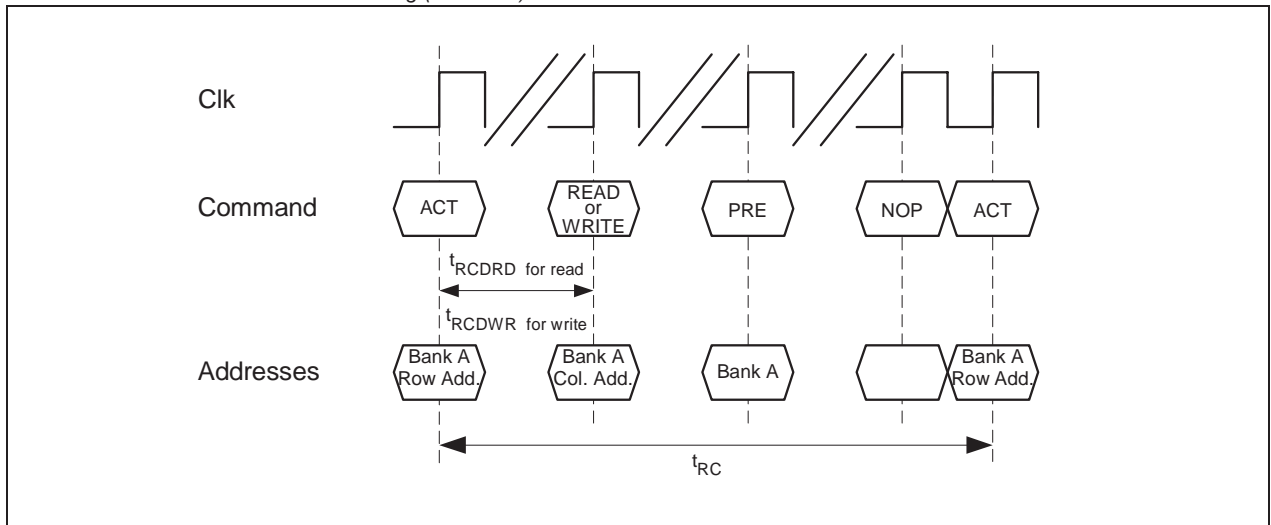 Clk
Command
ACT
READ
or
WRITE
PRE
NOP
ACT
tRCDRD for read
tRCDWR for write
Addresses
Bank A
Row Add.
Bank A
Col. Add.
Bank A
Bank A
Row Add.
tRC